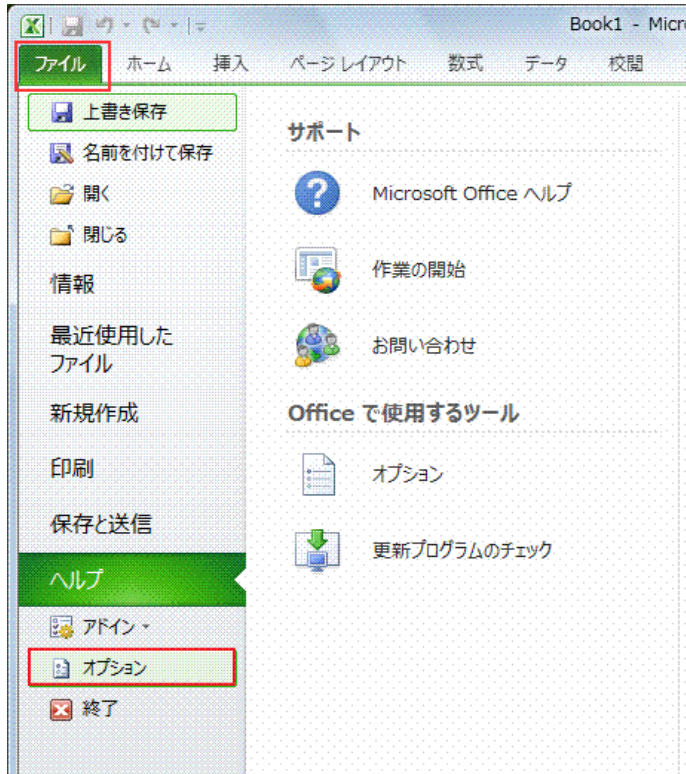 Book1 - Micr
ファイル ホーム 挿入 ページ レイアウト 数式 データ 校閲
上書き保存
名前を付けて保存
開く
閉じる
情報
最近使用した
ファイル
新規作成
印刷
保存と送信
ヘルプ
アドイン
オプション
終了
サポート
Microsoft Office ヘルプ
作業の開始
お問い合わせ
Office で使用するツール
オプション
更新プログラムのチェック